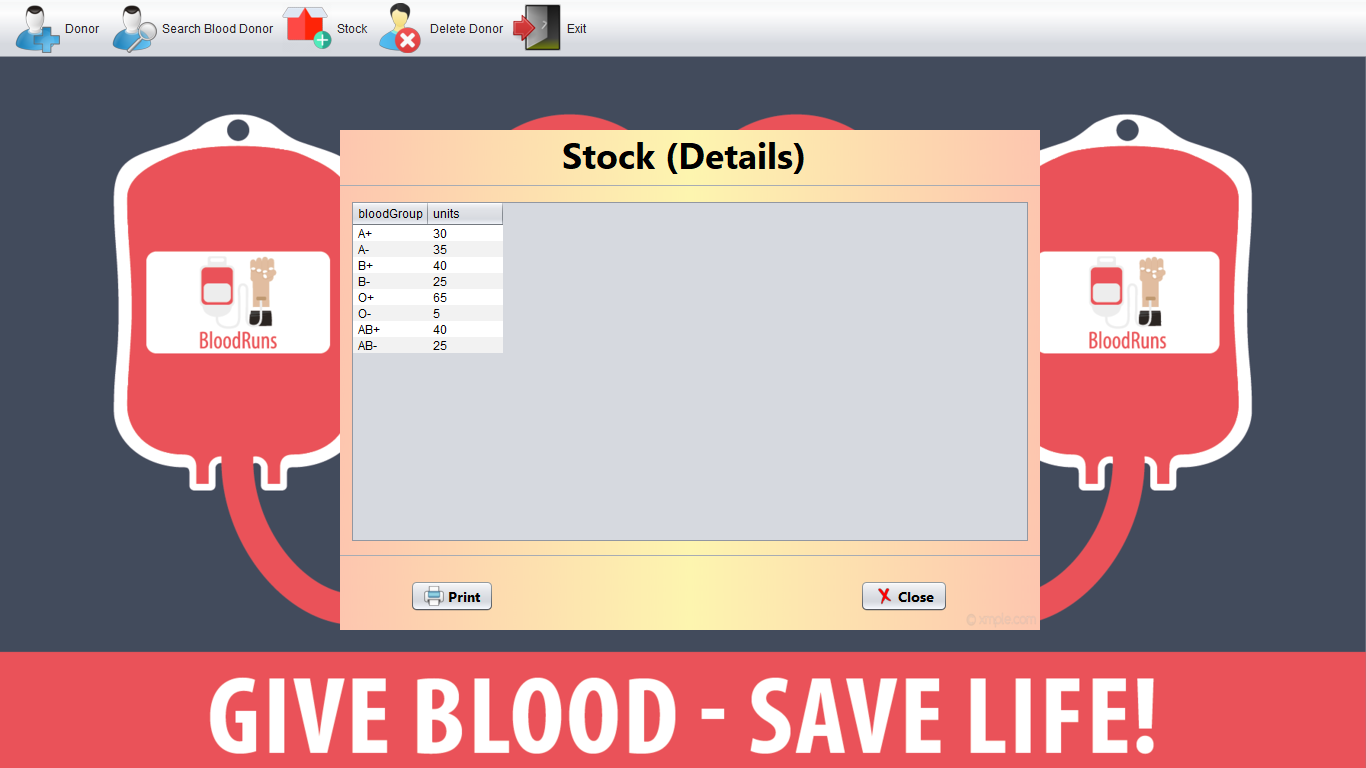 Donor Search Blood Donor Stock Delete Donor Exit
Stock (Details)
bloodGroup units
A+ 30
A- 35
B+ 40
B- 25
O+ 65
O- 5
AB+ 40
AB- 25
BloodRuns
BloodRuns
Print Close
© xmple.com
GIVE BLOOD - SAVE LIFE!